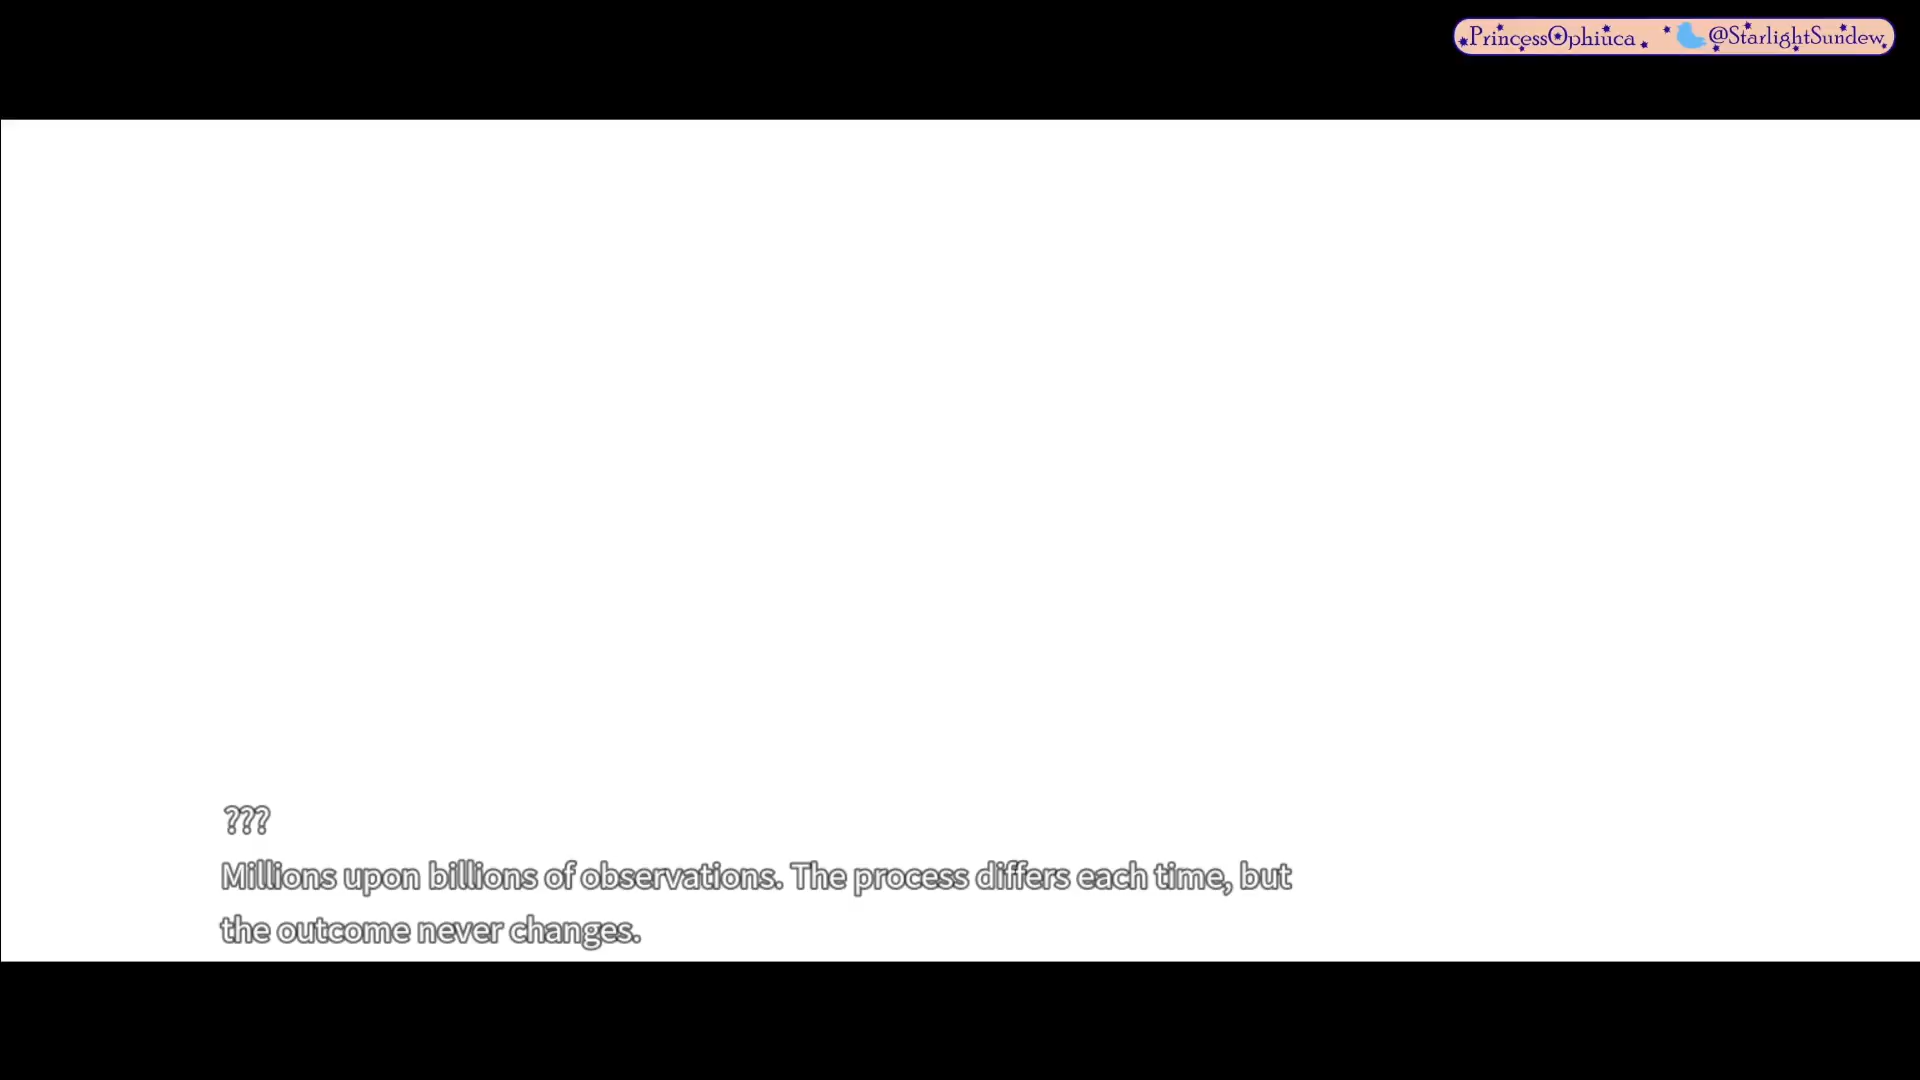 PrincessOphiuca @StarlightSundew
???
Millions upon billions of observations. The process differs each time, but
the outcome never changes.